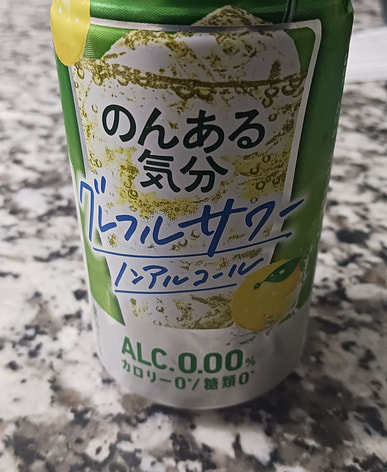 のんある
気分
グレフルサワー
ノンアルコール
ALC.0.00%
カロリー0*/糖類0*